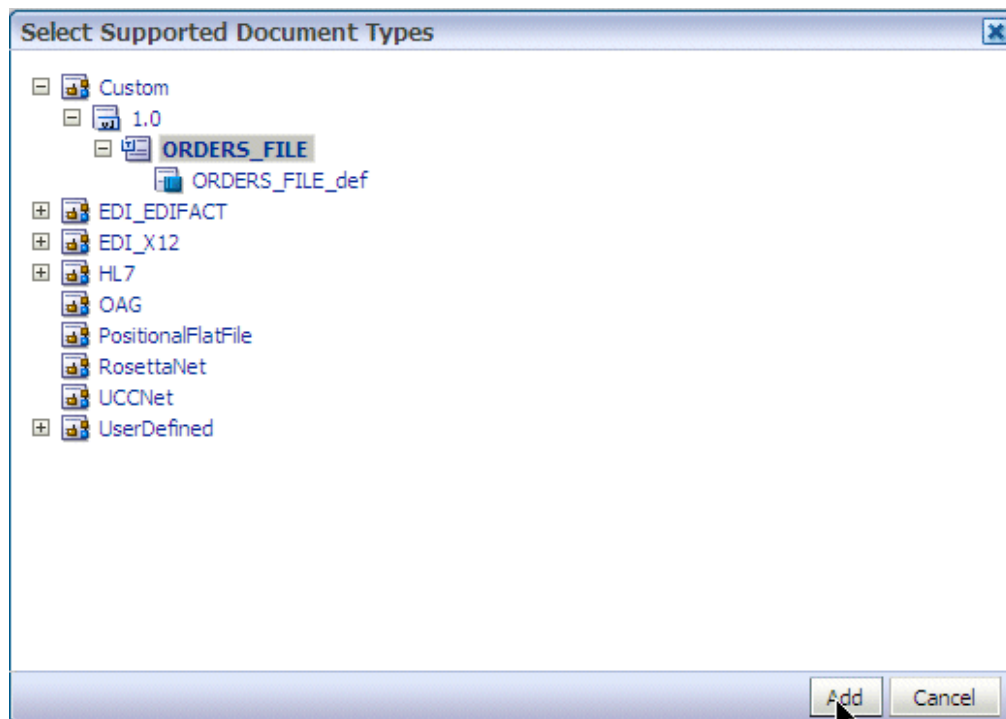 Select Supported Document Types
Custom
1.0
ORDERS_FILE
ORDERS_FILE_def
EDI_EDIFACT
EDI_X12
HL7
OAG
PositionalFlatFile
RosettaNet
UCCNet
UserDefined
Add Cancel